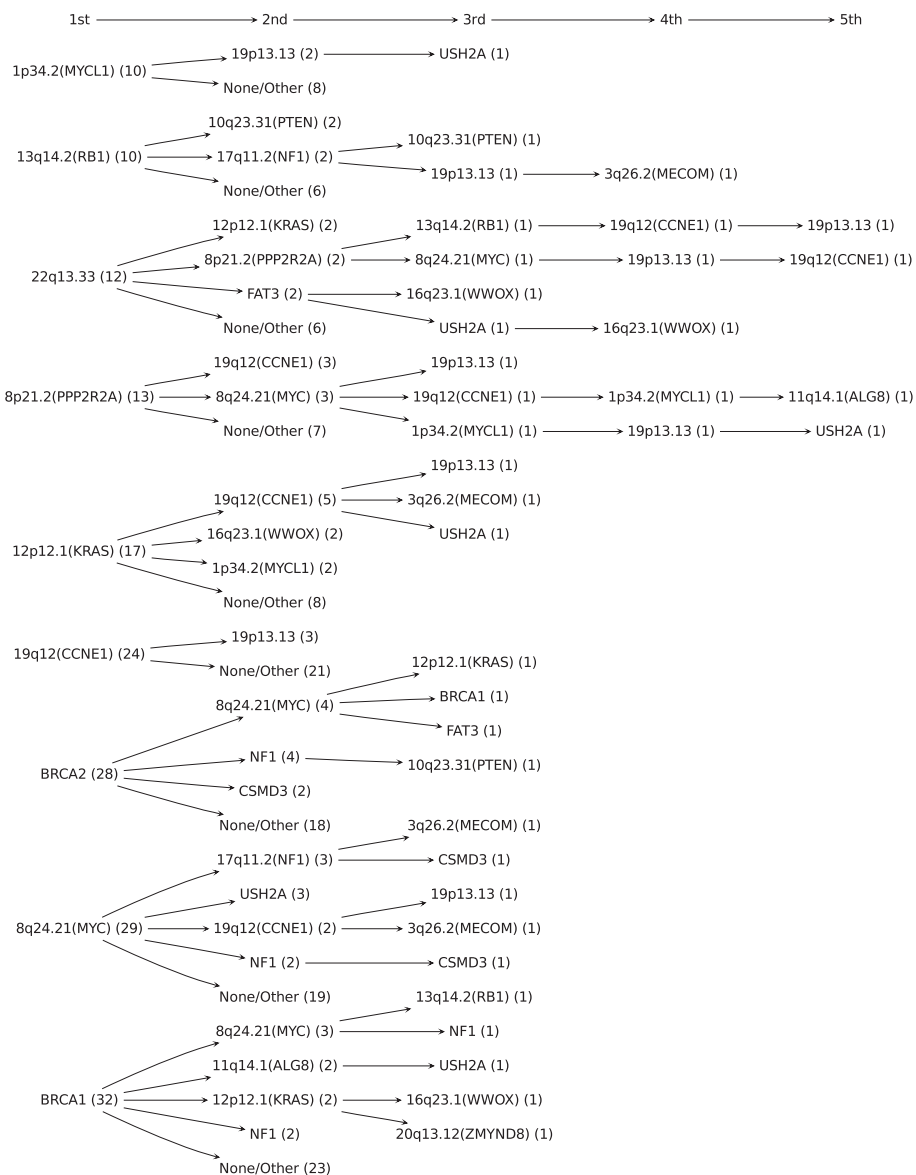 1st 2nd 3rd 4th 5th
19p13.13 (2) USH2A (1)
1p34.2(MYCL1) (10)
None/Other (8)
10q23.31(PTEN) (2)
10q23.31(PTEN) (1)
13q14.2(RB1) (10) 17q11.2(NF1) (2)
19p13.13 (1) 3q26.2(MECOM) (1)
None/Other (6)
12p12.1(KRAS) (2) 13q14.2(RB1) (1) 19q12(CCNE1) (1) 19p13.13 (1)
8p21.2(PPP2R2A) (2) 8q24.21(MYC) (1) 19p13.13 (1) 19q12(CCNE1) (1)
22q13.33 (12)
FAT3 (2) 16q23.1(WWOX) (1)
None/Other (6) USH2A (1) 16q23.1(WWOX) (1)
19q12(CCNE1) (3) 19p13.13 (1)
8p21.2(PPP2R2A) (13) 8q24.21(MYC) (3) 19q12(CCNE1) (1) 1p34.2(MYCL1) (1) 11q14.1(ALG8) (1)
None/Other (7) 1p34.2(MYCL1) (1) 19p13.13 (1) USH2A (1)
19p13.13 (1)
19q12(CCNE1) (5) 3q26.2(MECOM) (1)
16q23.1(WWOX) (2) USH2A (1)
12p12.1(KRAS) (17)
1p34.2(MYCL1) (2)
None/Other (8)
19p13.13 (3)
19q12(CCNE1) (24)
None/Other (21)
12p12.1(KRAS) (1)
8q24.21(MYC) (4) BRCA1 (1)
FAT3 (1)
NF1 (4) 10q23.31(PTEN) (1)
BRCA2 (28)
CSMD3 (2)
None/Other (18) 3q26.2(MECOM) (1)
17q11.2(NF1) (3) CSMD3 (1)
USH2A (3) 19p13.13 (1)
8q24.21(MYC) (29) 19q12(CCNE1) (2) 3q26.2(MECOM) (1)
NF1 (2) CSMD3 (1)
None/Other (19) 13q14.2(RB1) (1)
8q24.21(MYC) (3) NF1 (1)
11q14.1(ALG8) (2) USH2A (1)
BRCA1 (32) 12p12.1(KRAS) (2) 16q23.1(WWOX) (1)
NF1 (2) 20q13.12(ZMYND8) (1)
None/Other (23)